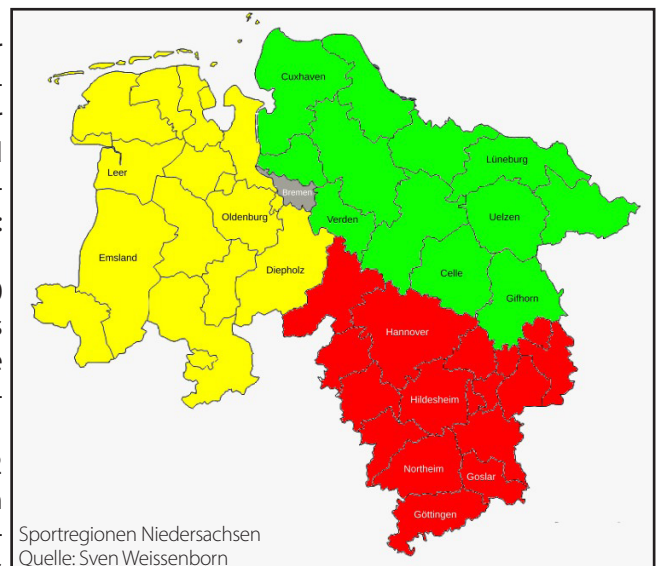 Cuxhaven
Lüneburg
Leer
Bremen
Oldenburg
Verden
Uelzen
Emsland
Diepholz
Celle
Gifhorn
Hannover
Hildesheim
Northeim
Goslar
Göttingen
Sportregionen Niedersachsen
Quelle: Sven Weissenborn